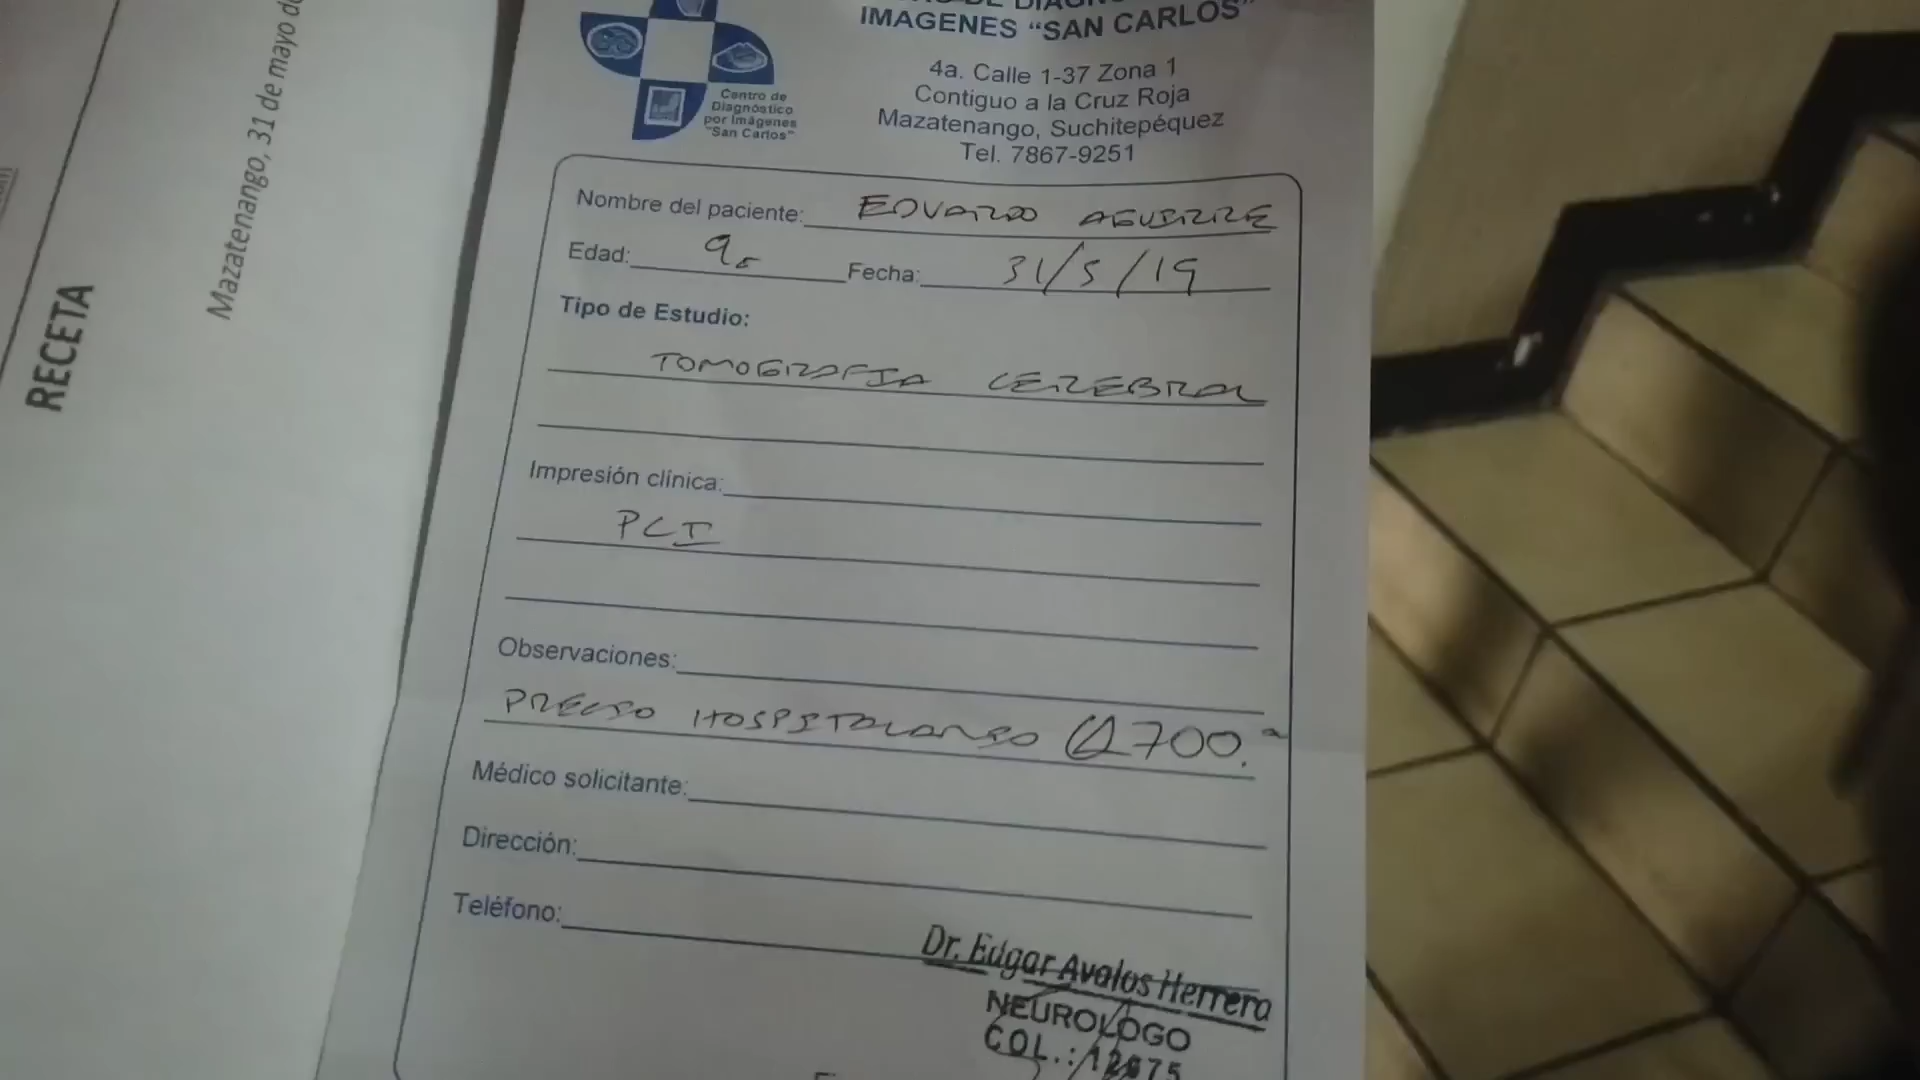 IMAGENES “SAN CARLOS”
4a. Calle 1-37 Zona 1
Contiguo a la Cruz Roja
Mazatenango, Suchitepéquez
Tel. 7867-9251
Centro de
Diagnóstico
por Imágenes
"San Carlos"
Nombre del paciente: EDUARDO AGUIRRE
Edad: Fecha: 31/5/19
Tipo de Estudio:
TOMOGRAFIA CEREBRAL
Impresión clínica:
PCI
Observaciones:
PRECIO HOSPITALARIO Q700.
Médico solicitante:
Dirección:
Teléfono:
Dr. Edgar Avalos Herrera
NEUROLOGO
COL.:
RECETA
Mazatenango, 31 de mayo